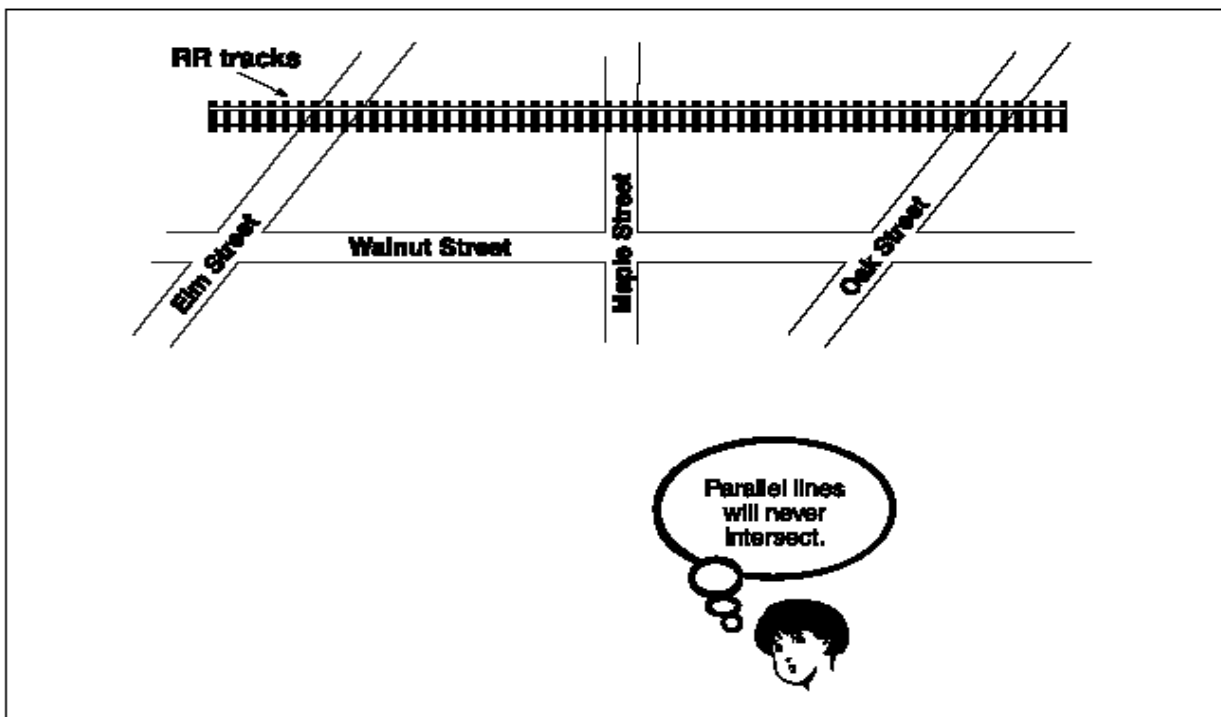 RR tracks
Elm Street
Walnut Street
Maple Street
Oak Street
Parallel lines
will never
intersect.